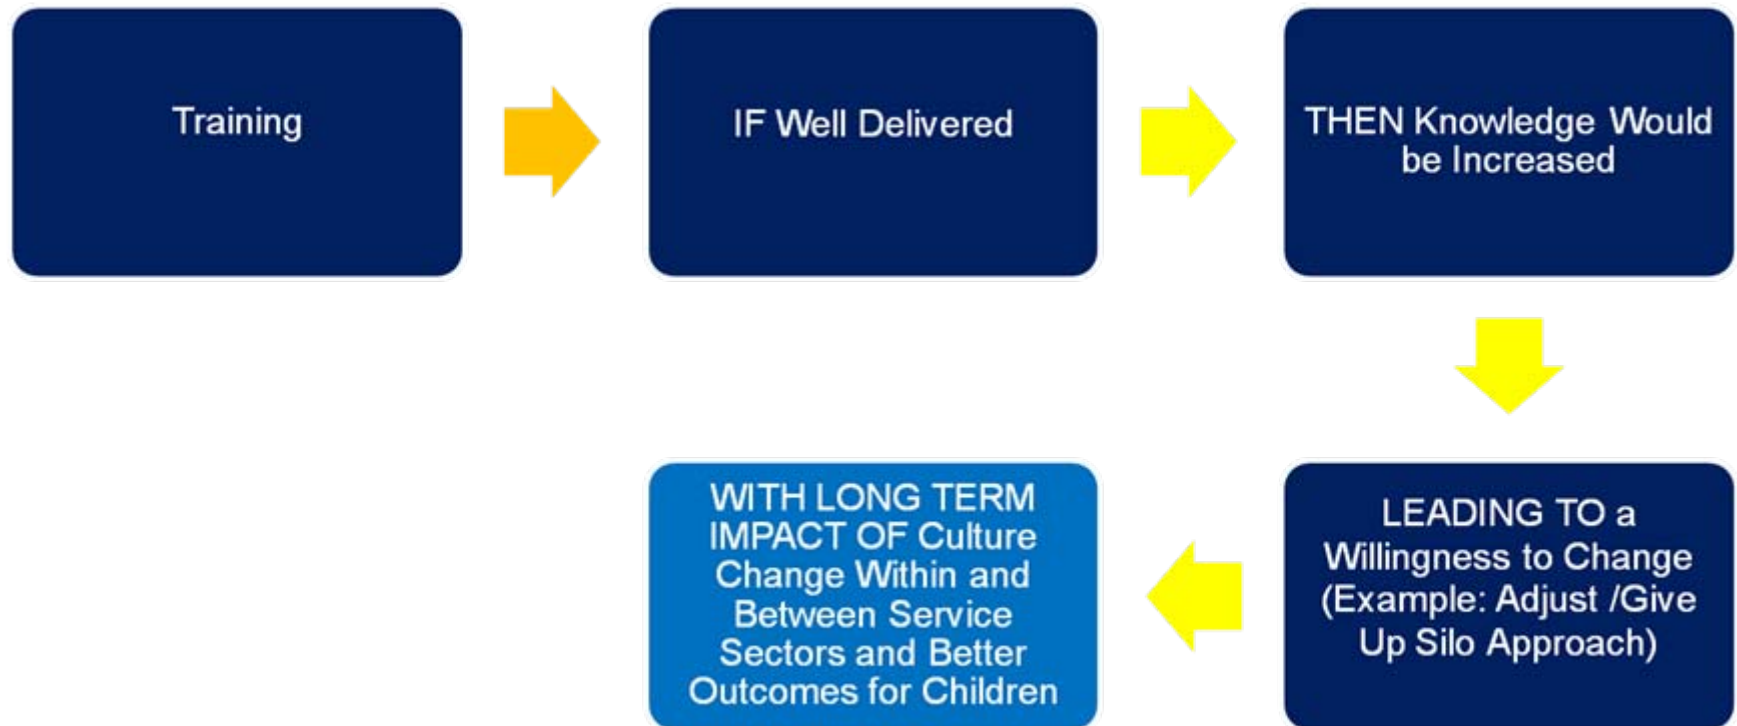 Training
IF Well Delivered
THEN Knowledge Would
be Increased
LEADING TO a
Willingness to Change
(Example: Adjust /Give
Up Silo Approach)
WITH LONG TERM
IMPACT OF Culture
Change Within and
Between Service
Sectors and Better
Outcomes for Children